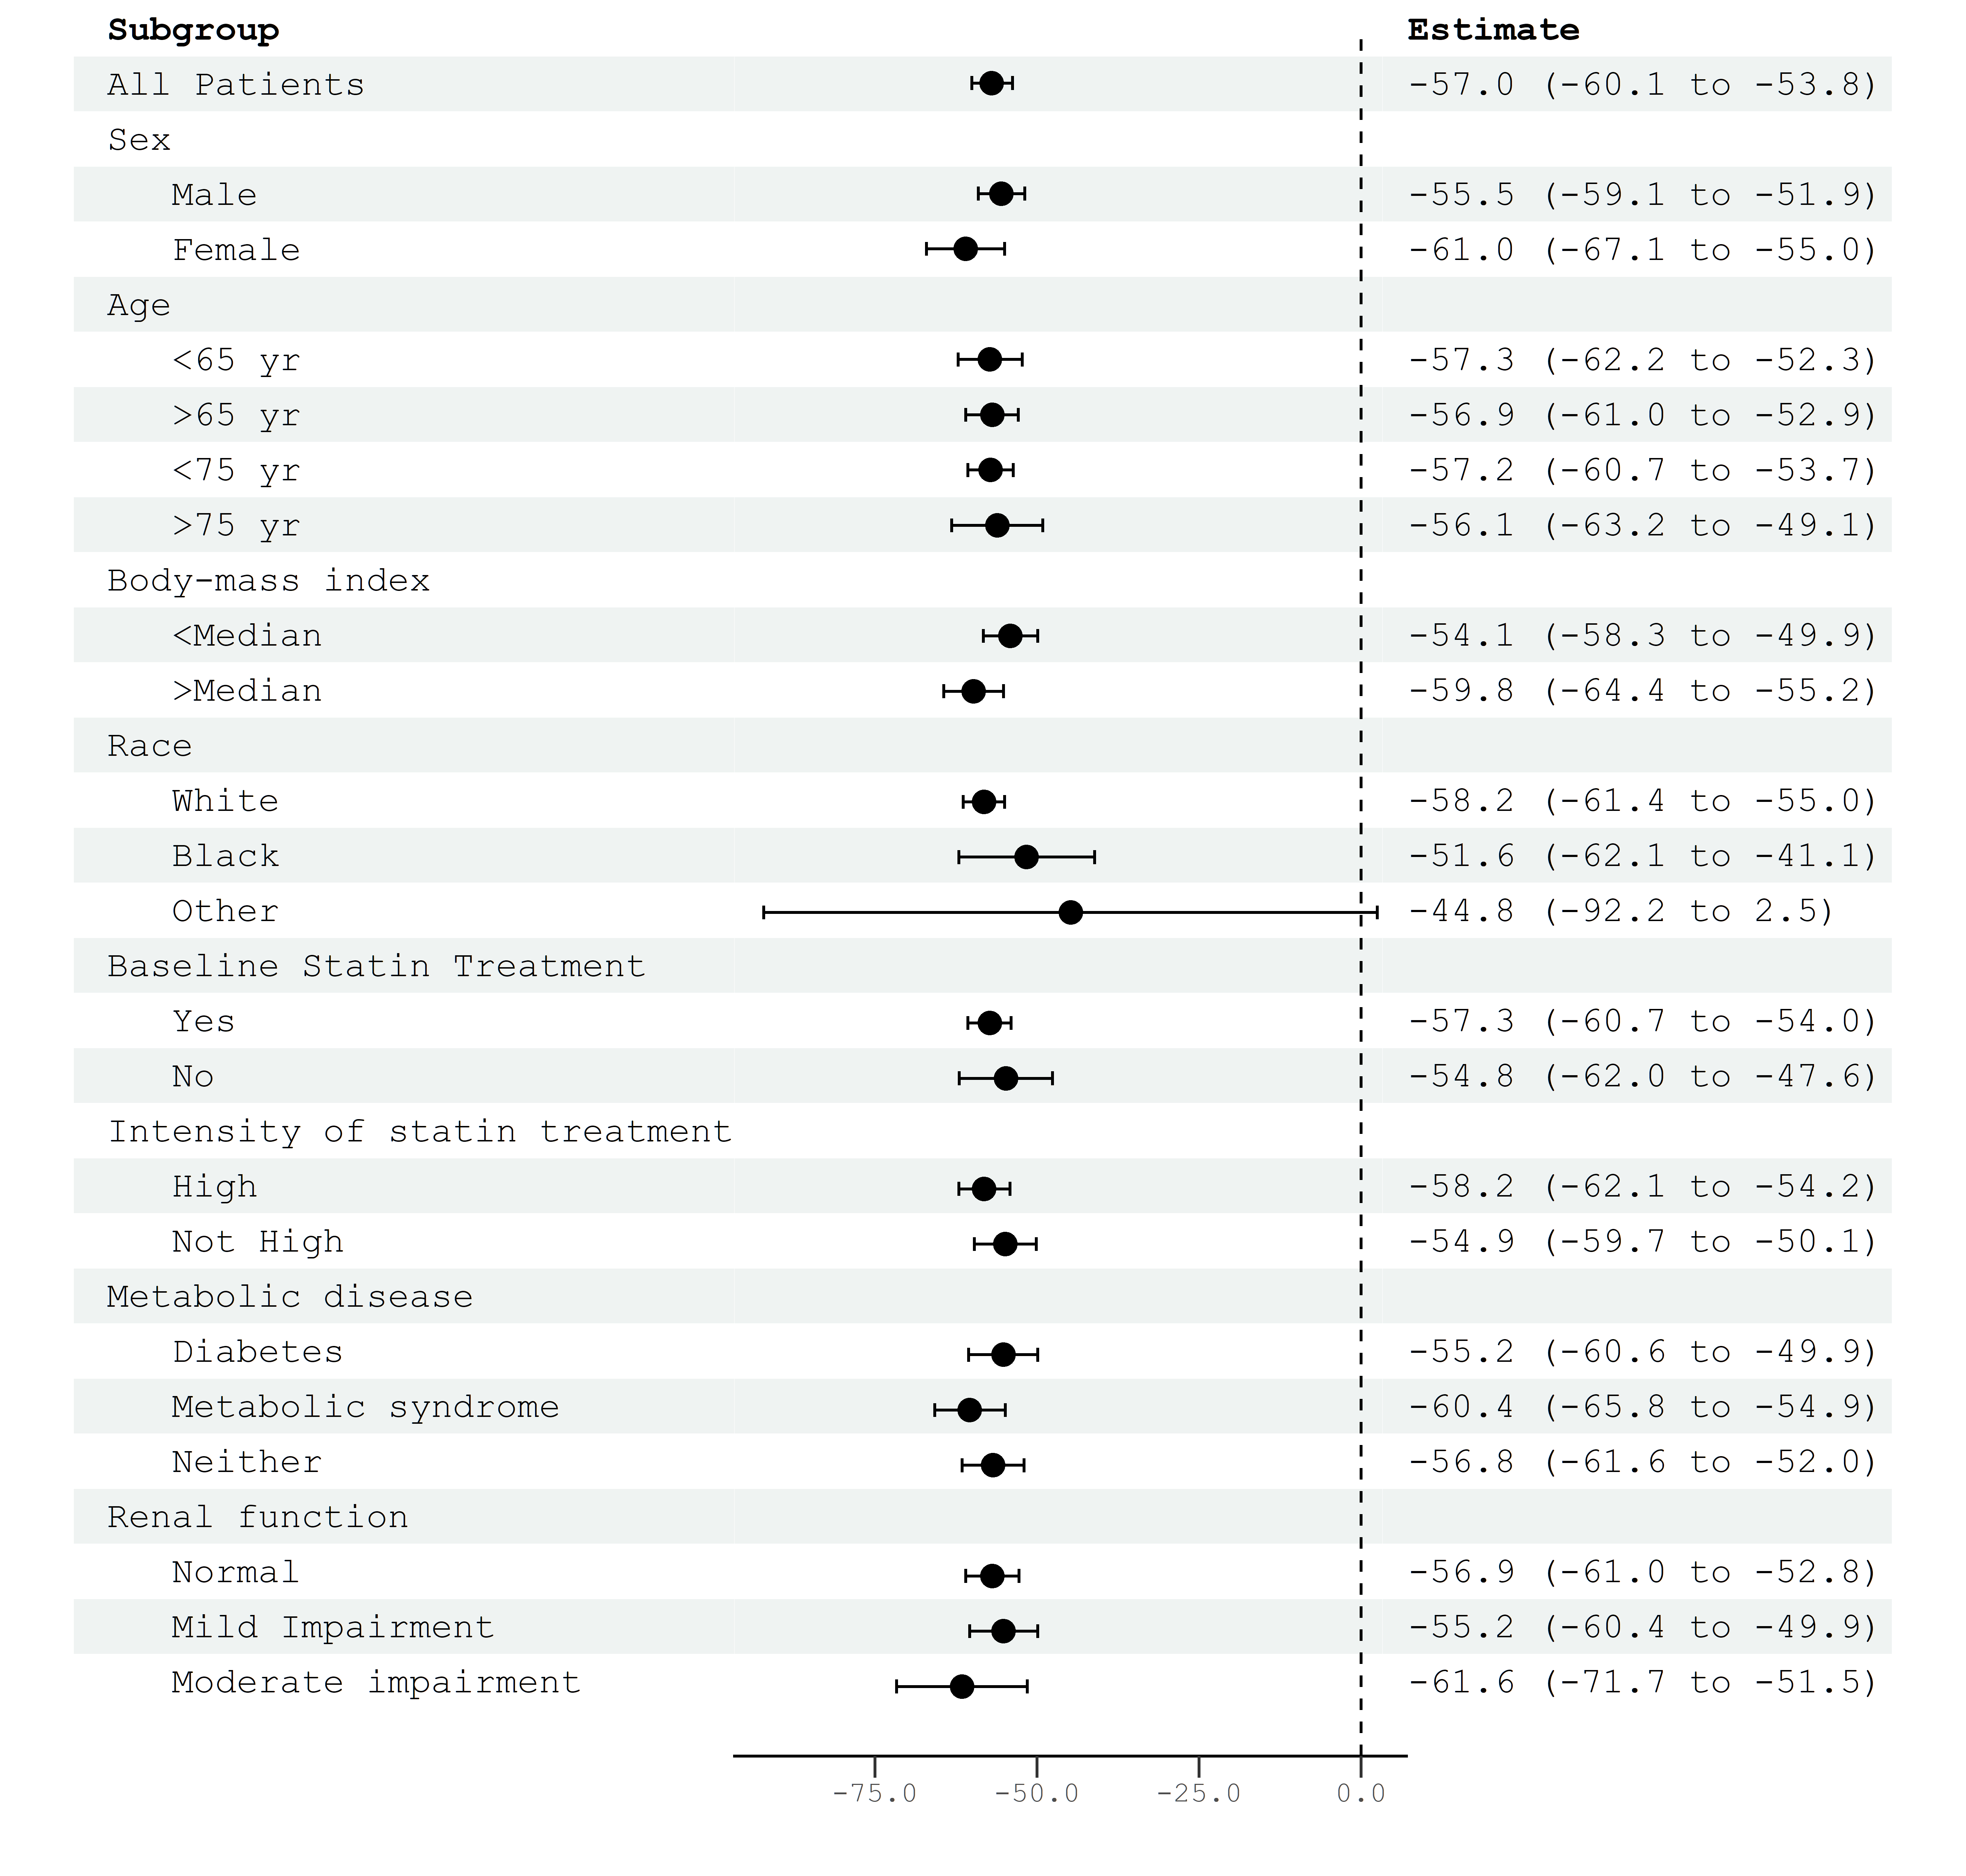 Subgroup Estimate
All Patients -57.0 (-60.1 to -53.8)
Sex
Male -55.5 (-59.1 to -51.9)
Female -61.0 (-67.1 to -55.0)
Age
<65 yr -57.3 (-62.2 to -52.3)
>65 yr -56.9 (-61.0 to -52.9)
<75 yr -57.2 (-60.7 to -53.7)
>75 yr -56.1 (-63.2 to -49.1)
Body-mass index
<Median -54.1 (-58.3 to -49.9)
>Median -59.8 (-64.4 to -55.2)
Race
White -58.2 (-61.4 to -55.0)
Black -51.6 (-62.1 to -41.1)
Other -44.8 (-92.2 to 2.5)
Baseline Statin Treatment
Yes -57.3 (-60.7 to -54.0)
No -54.8 (-62.0 to -47.6)
Intensity of statin treatment
High -58.2 (-62.1 to -54.2)
Not High -54.9 (-59.7 to -50.1)
Metabolic disease
Diabetes -55.2 (-60.6 to -49.9)
Metabolic syndrome -60.4 (-65.8 to -54.9)
Neither -56.8 (-61.6 to -52.0)
Renal function
Normal -56.9 (-61.0 to -52.8)
Mild Impairment -55.2 (-60.4 to -49.9)
Moderate impairment -61.6 (-71.7 to -51.5)
-75.0 -50.0 -25.0 0.0